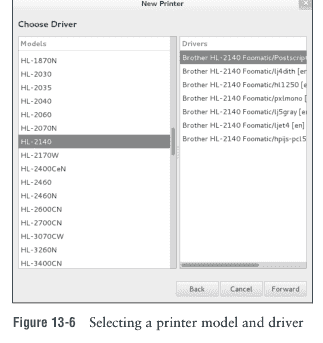 New Printer
Choose Driver
Models
HL-1870N
HL-2030
HL-2035
HL-2040
HL-2060
HL-2070N
HL-2140
HL-2170W
HL-2400CeN
HL-2460
HL-2460N
HL-2600CN
HL-2700CN
HL-3070CW
HL-3260N
HL-3400CN
Drivers
Brother HL-2140 Foomatic/Postscript
Brother HL-2140 Foomatic/lj4dith [en
Brother HL-2140 Foomatic/hl1250 [e
Brother HL-2140 Foomatic/pxlmono [
Brother HL-2140 Foomatic/lj5gray [e
Brother HL-2140 Foomatic/ljet4 [en]
Brother HL-2140 Foomatic/hpijs-pcl5
Back Cancel Forward
Figure 13-6 Selecting a printer model and driver